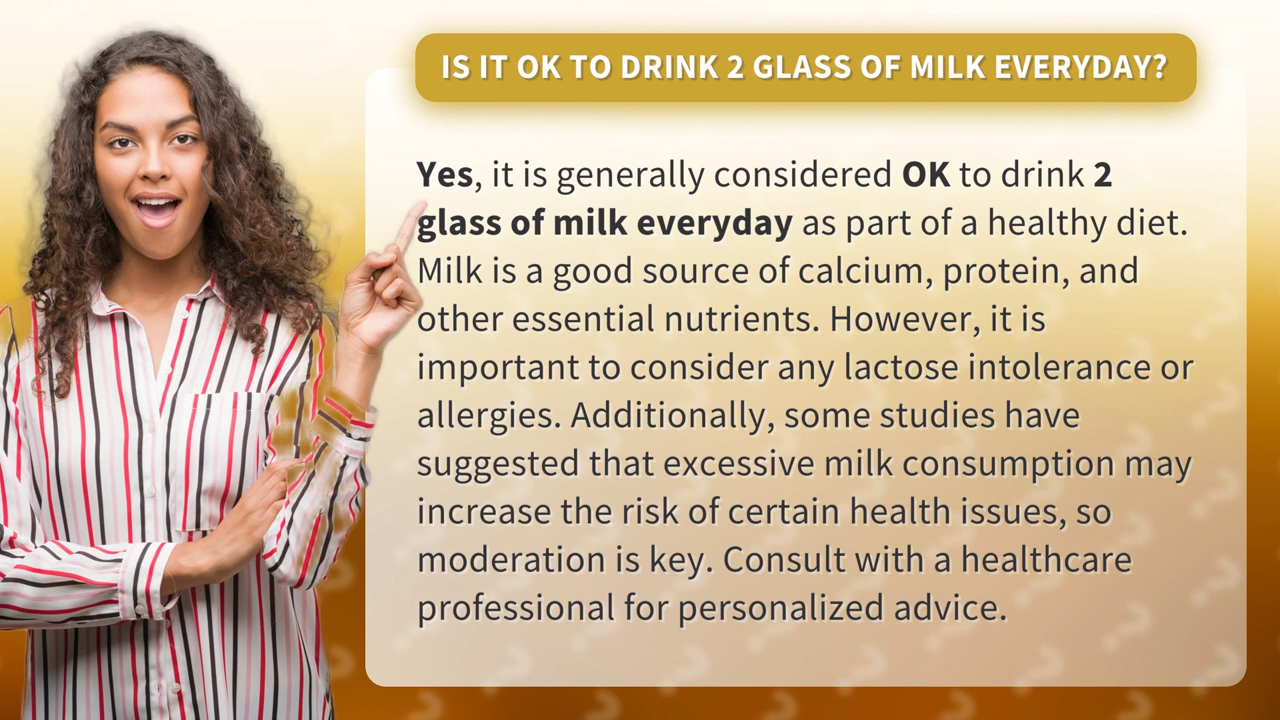 IS IT OK TO DRINK 2 GLASS OF MILK EVERYDAY?
Yes, it is generally considered OK to drink 2
glass of milk everyday as part of a healthy diet.
Milk is a good source of calcium, protein, and
other essential nutrients. However, it is
important to consider any lactose intolerance or
allergies. Additionally, some studies have
suggested that excessive milk consumption may
increase the risk of certain health issues, so
moderation is key. Consult with a healthcare
professional for personalized advice.